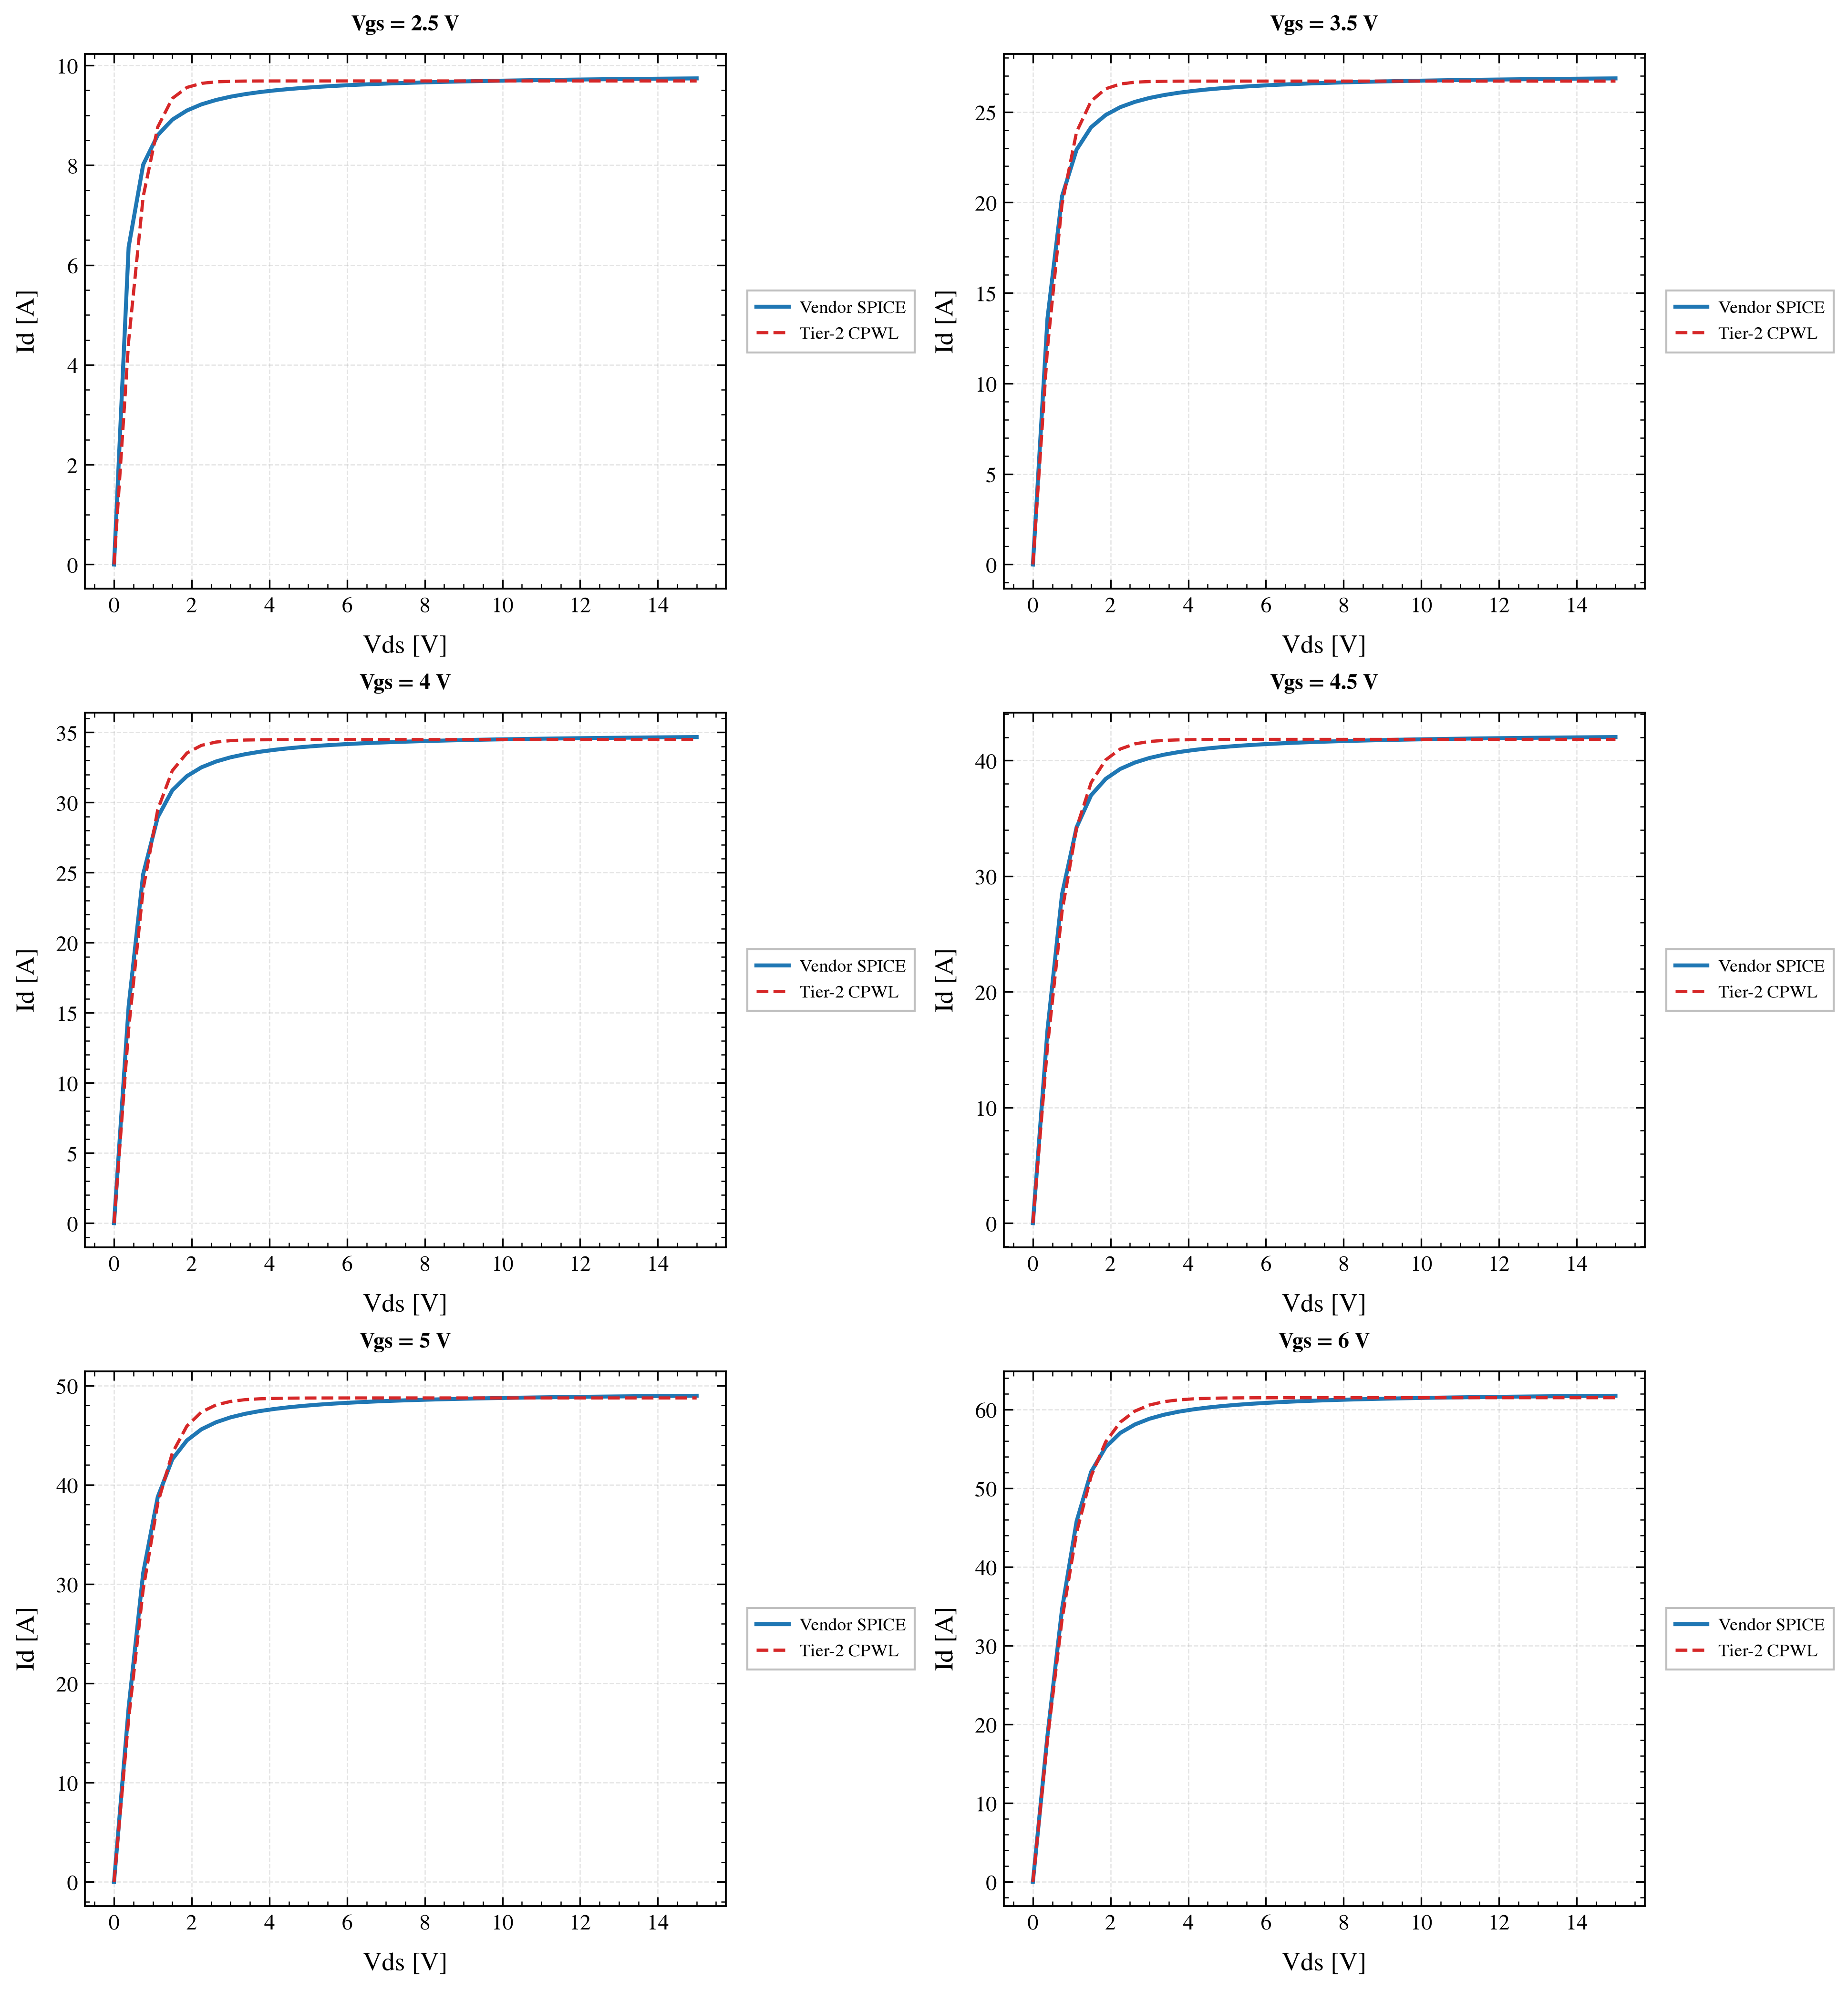 Vgs = 2.5 V
10
8
6
4
2
0
Id [A]
0 2 4 6 8 10 12 14
Vds [V]
Vendor SPICE
Tier-2 CPWL
Vgs = 3.5 V
25
20
15
10
5
0
Id [A]
0 2 4 6 8 10 12 14
Vds [V]
Vendor SPICE
Tier-2 CPWL
Vgs = 4 V
35
30
25
20
15
10
5
0
Id [A]
0 2 4 6 8 10 12 14
Vds [V]
Vendor SPICE
Tier-2 CPWL
Vgs = 4.5 V
40
30
20
10
0
Id [A]
0 2 4 6 8 10 12 14
Vds [V]
Vendor SPICE
Tier-2 CPWL
Vgs = 5 V
50
40
30
20
10
0
Id [A]
0 2 4 6 8 10 12 14
Vds [V]
Vendor SPICE
Tier-2 CPWL
Vgs = 6 V
60
50
40
30
20
10
0
Id [A]
0 2 4 6 8 10 12 14
Vds [V]
Vendor SPICE
Tier-2 CPWL